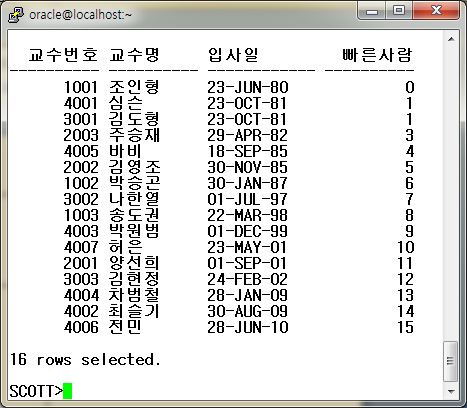 oracle@localhost:~
교수번호 교수명 입사일 빠른사람
---------- ---------- ------------ ----------
1001 조인형 23-JUN-80 0
4001 심슨 23-OCT-81 1
3001 김도형 23-OCT-81 1
2003 주승재 29-APR-82 3
4005 바비 18-SEP-85 4
2002 김영조 30-NOV-85 5
1002 박승곤 30-JAN-87 6
3002 나한열 01-JUL-97 7
1003 송도권 22-MAR-98 8
4003 박원범 01-DEC-99 9
4007 허은 23-MAY-01 10
2001 양선희 01-SEP-01 11
3003 김현정 24-FEB-02 12
4004 차범철 28-JAN-09 13
4002 최슬기 30-AUG-09 14
4006 전민 28-JUN-10 15
16 rows selected.
SCOTT>